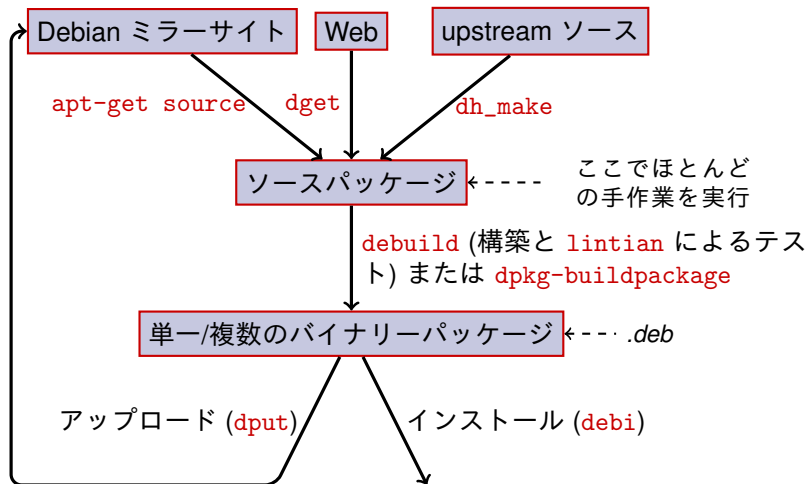 Debian ミラーサイト
Web
upstream ソース
apt-get source
dget
dh_make
ソースパッケージ
ここでほとんど
の手作業を実行
debuild (構築と lintian によるテス
ト) または dpkg-buildpackage
単一/複数のバイナリーパッケージ
.deb
アップロード (dput)
インストール (debi)